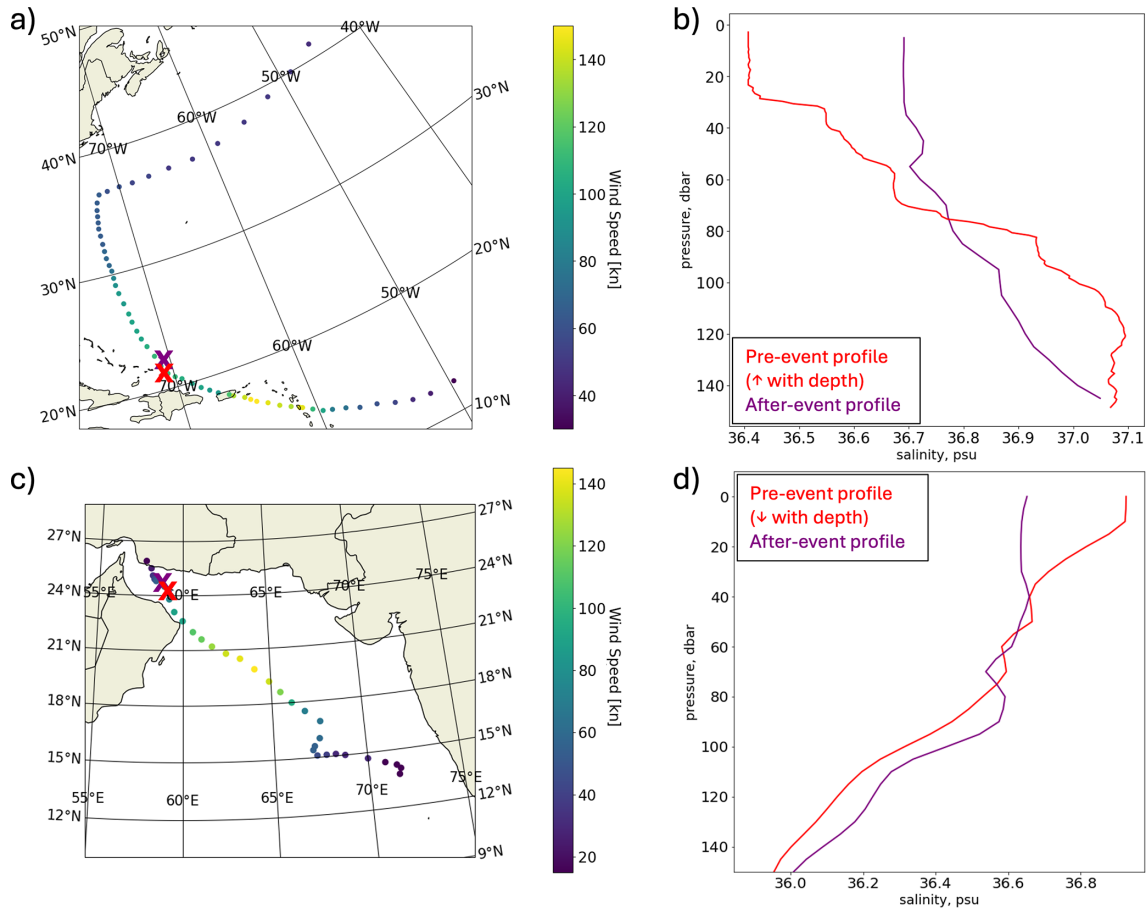 a)
50°N
40°N
30°N
20°N
40°W
50°W
60°W
70°W
30°N
20°N
50°W
60°W
70°W
10°N
140
120
100
80
60
40
Wind Speed [kn]
b)
0
20
40
60
80
100
120
140
pressure, dbar
Pre-event profile
(↑ with depth)
After-event profile
36.4 36.5 36.6 36.7 36.8 36.9 37.0 37.1
salinity, psu
X
X
c)
27°N
24°N
21°N
18°N
15°N
12°N
27°N
24°N
21°N
18°N
15°N
12°N
9°N
55°E
60°E
65°E
70°E
75°E
55°E
60°E
65°E
70°E
75°E
X
X
140
120
100
80
60
40
20
Wind Speed [kn]
d)
Pre-event profile
(↓ with depth)
After-event profile
0
20
40
60
80
100
120
140
pressure, dbar
36.0 36.2 36.4 36.6 36.8
salinity, psu